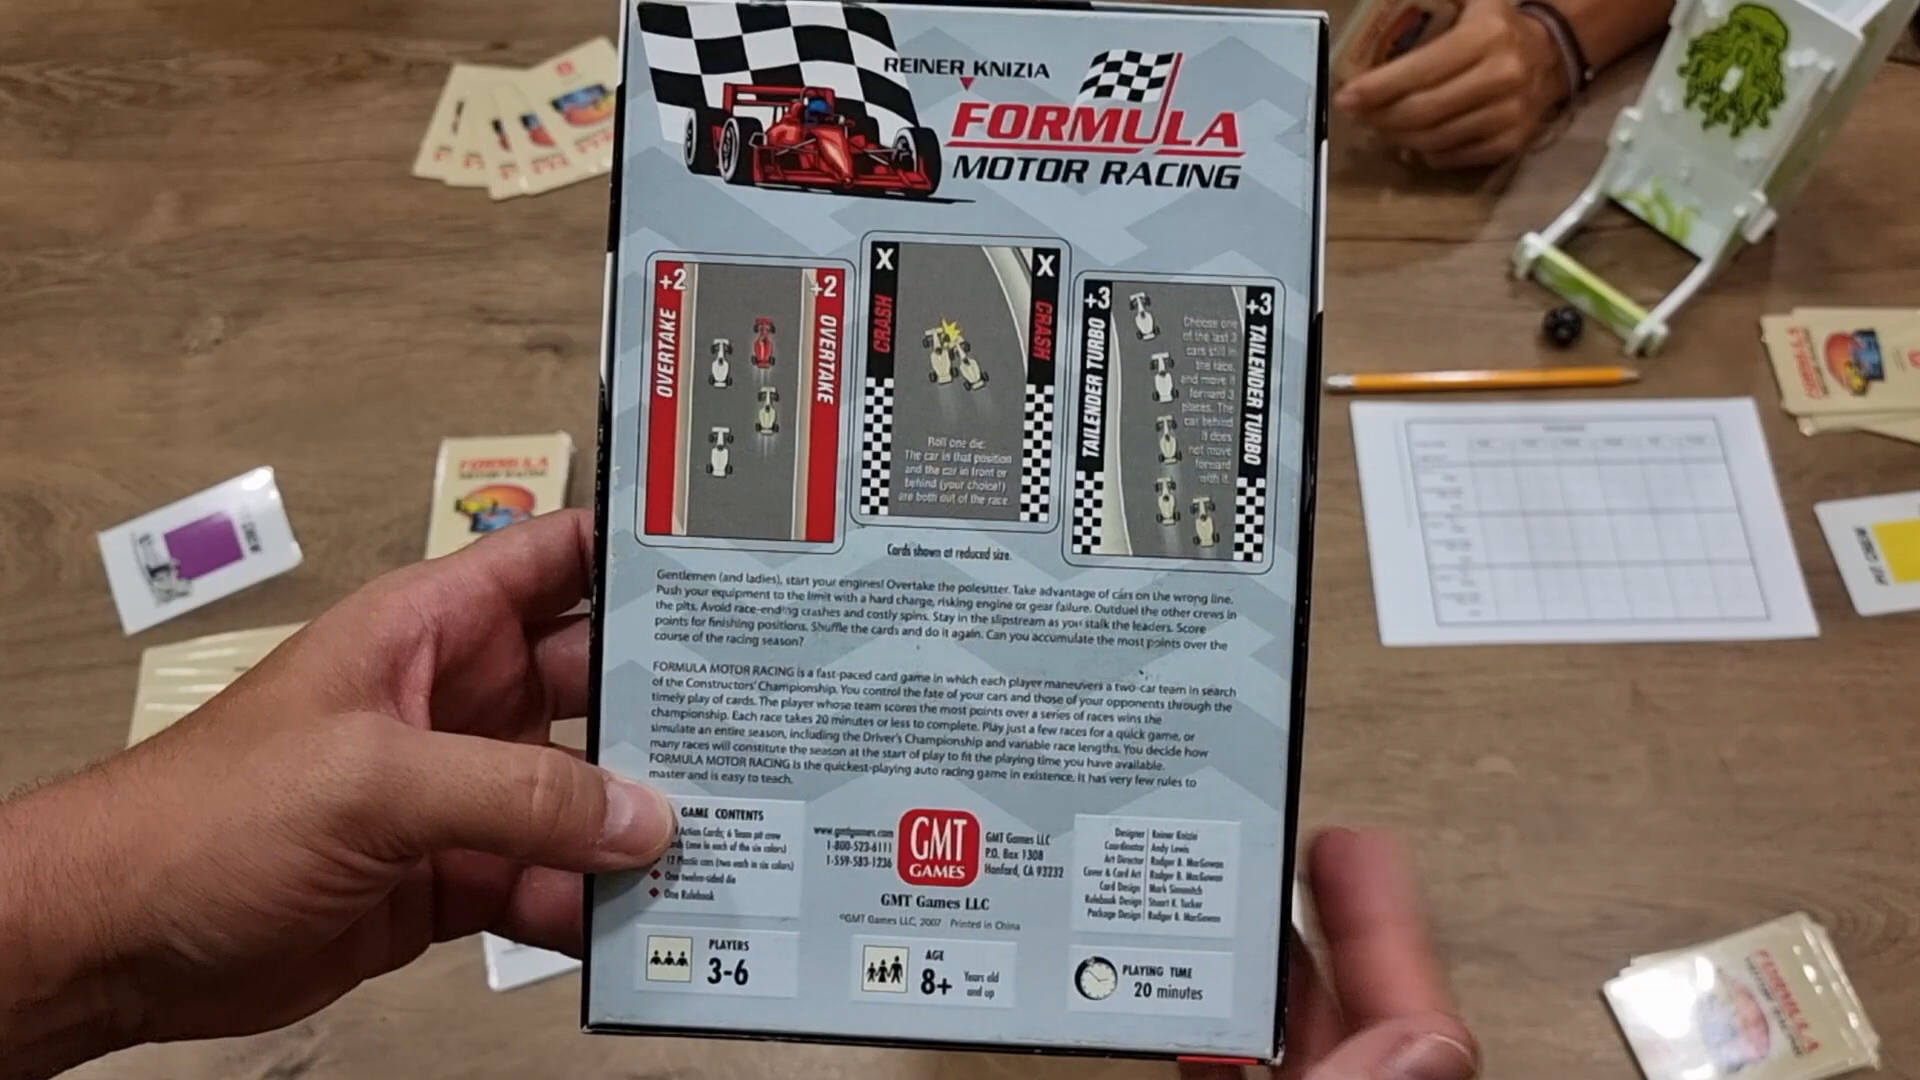 REINER KNIZIA
FORMULA
MOTOR RACING
+2 +2
OVERTAKE OVERTAKE
X X
CRASH CRASH
Roll one die:
The car in that position
and the car in front or
behind (your choice!)
are both out of the race.
+3 +3
TAILENDER TURBO TAILENDER TURBO
Choose one
of the last 3
cars still in
the race,
and move it
forward 3
places. The
car behind
it does
not move
forward
with it.
Cards shown at reduced size.
Gentlemen (and ladies), start your engines! Overtake the polesitter. Take advantage of cars on the wrong line.
Push your equipment to the limit with a hard charge, risking engine or gear failure. Outduel the other crews in
the pits. Avoid race-ending crashes and costly spins. Stay in the slipstream as you stalk the leaders. Score
points for finishing positions. Shuffle the cards and do it again. Can you accumulate the most points over the
course of the racing season?
FORMULA MOTOR RACING is a fast-paced card game in which each player maneuvers a two-car team in search
of the Constructors' Championship. You control the fate of your cars and those of your opponents through the
timely play of cards. The player whose team scores the most points over a series of races wins the
championship. Each race takes 20 minutes or less to complete. Play just a few races for a quick game, or
simulate an entire season, including the Driver's Championship and variable race lengths. You decide how
many races will constitute the season at the start of play to fit the playing time you have available.
FORMULA MOTOR RACING is the quickest-playing auto racing game in existence. It has very few rules to
master and is easy to teach.
GAME CONTENTS
Action Cards; 6 Team pit crew
(one in each of the six colors)
12 Plastic cars (two each in six colors)
One twelve-sided die
One Rulebook
www.gmtgames.com
1-800-523-6111
1-559-583-1236
GMT
GAMES
GMT Games LLC
P.O. Box 1308
Hanford, CA 93232
GMT Games LLC
©GMT Games LLC, 2007 Printed in China
Designer Reiner Knizia
Coordinator Andy Lewis
Art Director Rodger B. MacGowan
Cover & Card Art Rodger B. MacGowan
Card Design Mark Simonitch
Rulebook Design Stuart K. Tucker
Package Design Rodger B. MacGowan
PLAYERS
3-6
AGE
8+ Years old
and up
PLAYING TIME
20 minutes
FORMULA
MOTOR RACING
PIT CREW
FORMULA